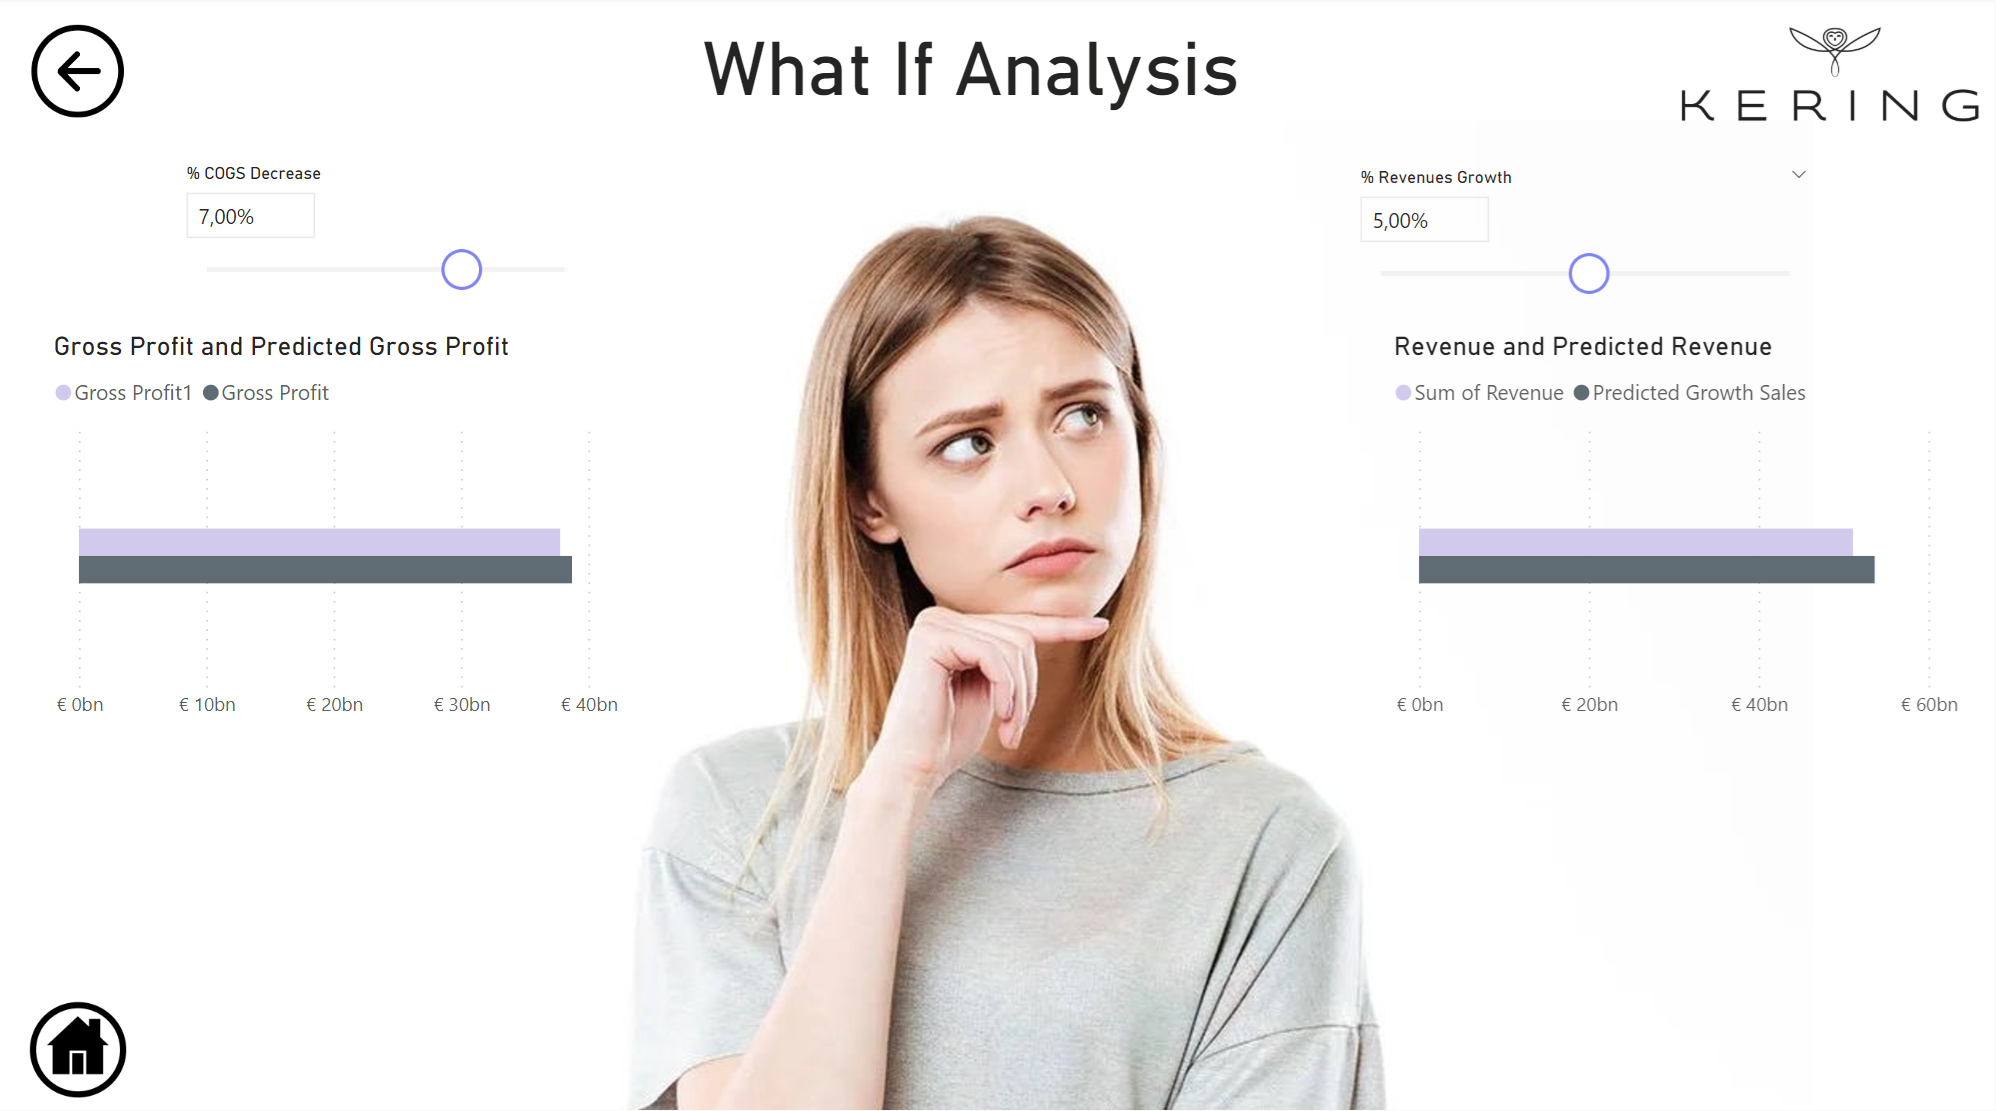 What If Analysis
KERING
% COGS Decrease
7,00%
% Revenues Growth
5,00%
Gross Profit and Predicted Gross Profit
Gross Profit1 Gross Profit
€ 0bn € 10bn € 20bn € 30bn € 40bn
Revenue and Predicted Revenue
Sum of Revenue Predicted Growth Sales
€ 0bn € 20bn € 40bn € 60bn